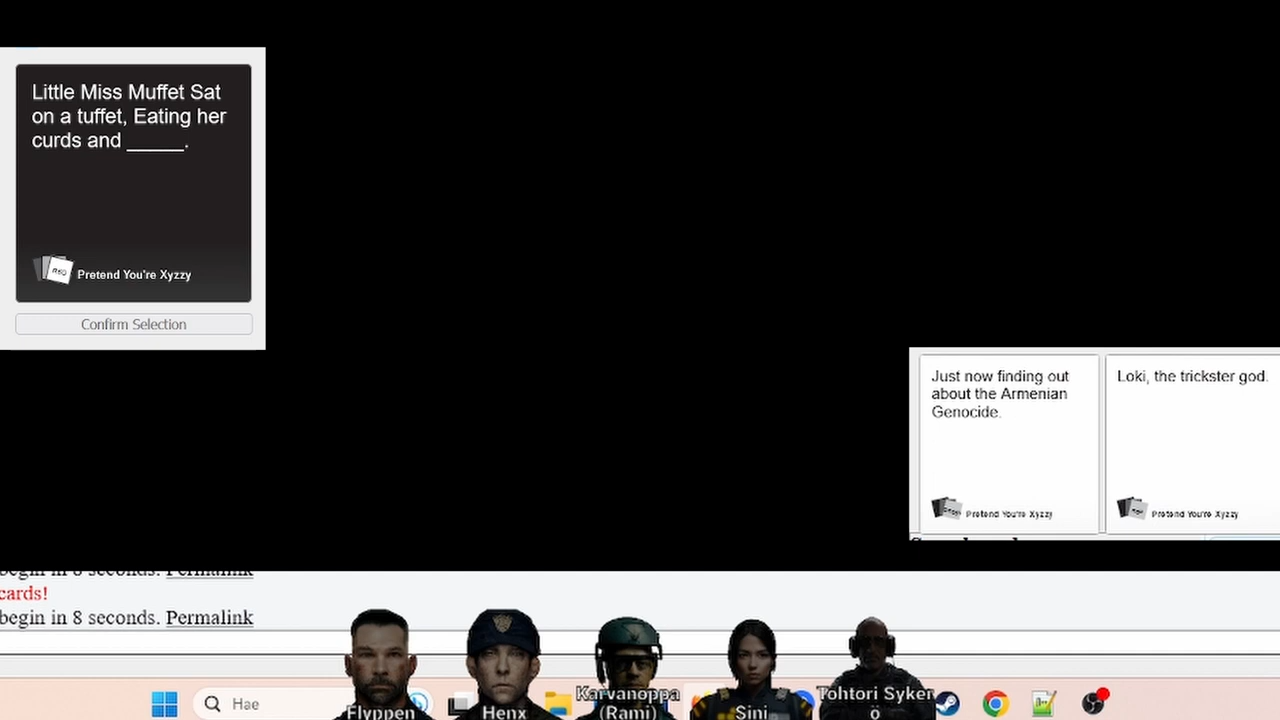 Little Miss Muffet Sat
on a tuffet, Eating her
curds and _____.
Pretend You're Xyzzy
Confirm Selection
Just now finding out
about the Armenian
Genocide.
Pretend You're Xyzzy
Loki, the trickster god.
Pretend You're Xyzzy
begin in 8 seconds. Permalink
cards!
begin in 8 seconds. Permalink
Hae
Flyppen
Henx
Karvanoppa
(Rami)
Sini
Tohtori Syker
ö